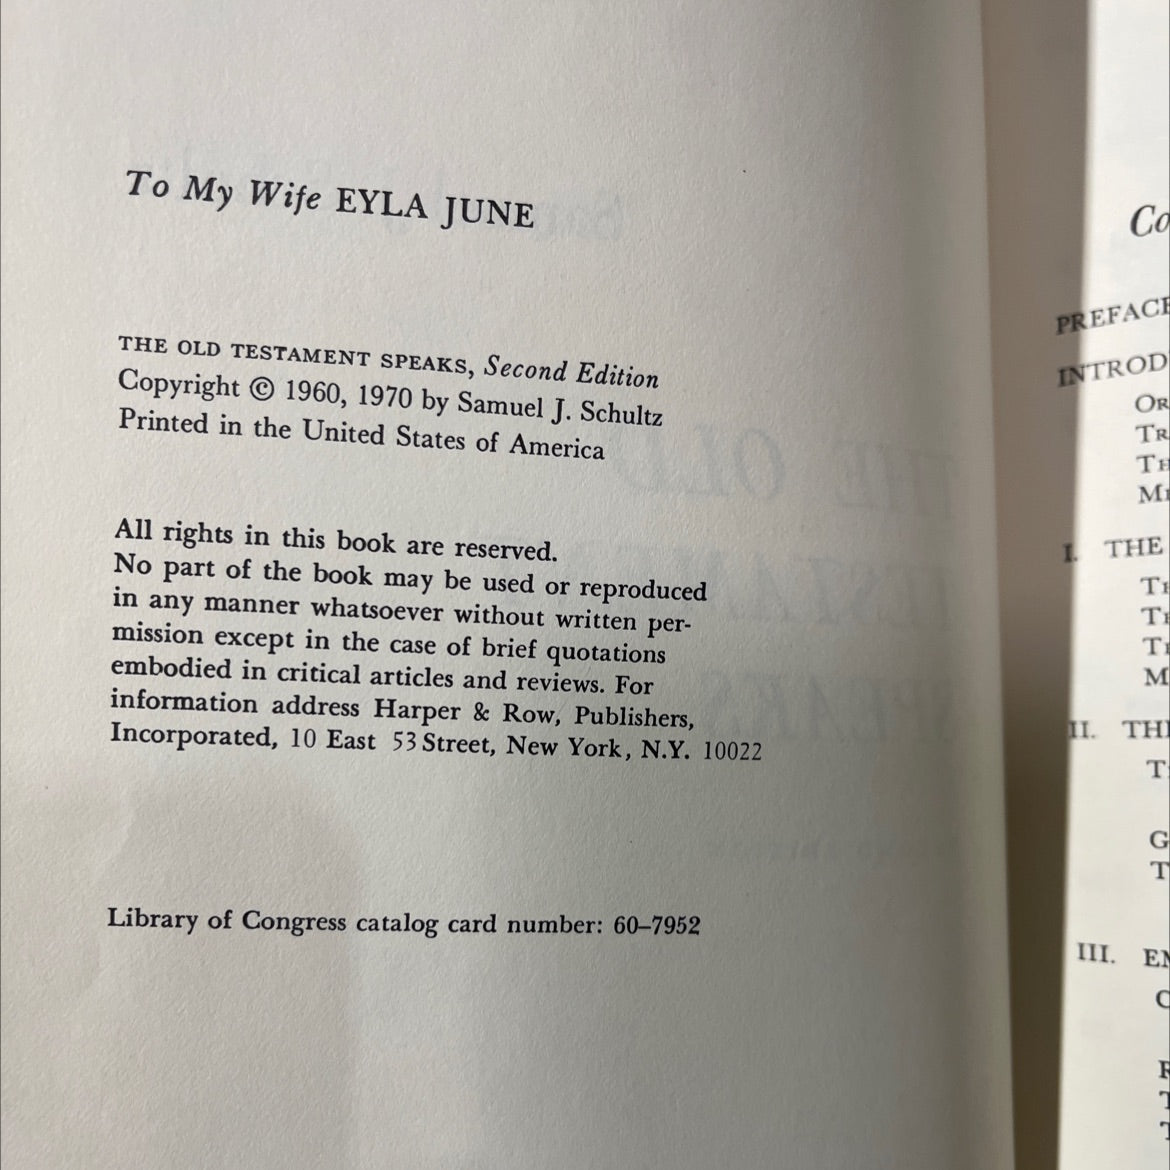 To My Wife EYLA JUNE
THE OLD TESTAMENT SPEAKS, Second Edition
Copyright © 1960, 1970 by Samuel J. Schultz
Printed in the United States of America
All rights in this book are reserved.
No part of the book may be used or reproduced
in any manner whatsoever without written per-
mission except in the case of brief quotations
embodied in critical articles and reviews. For
information address Harper & Row, Publishers,
Incorporated, 10 East 53 Street, New York, N.Y. 10022
Library of Congress catalog card number: 60–7952
Co
PREFACE
INTROD
OR
TR
TH
I. THE
M
II. THE
T
G
T
III.